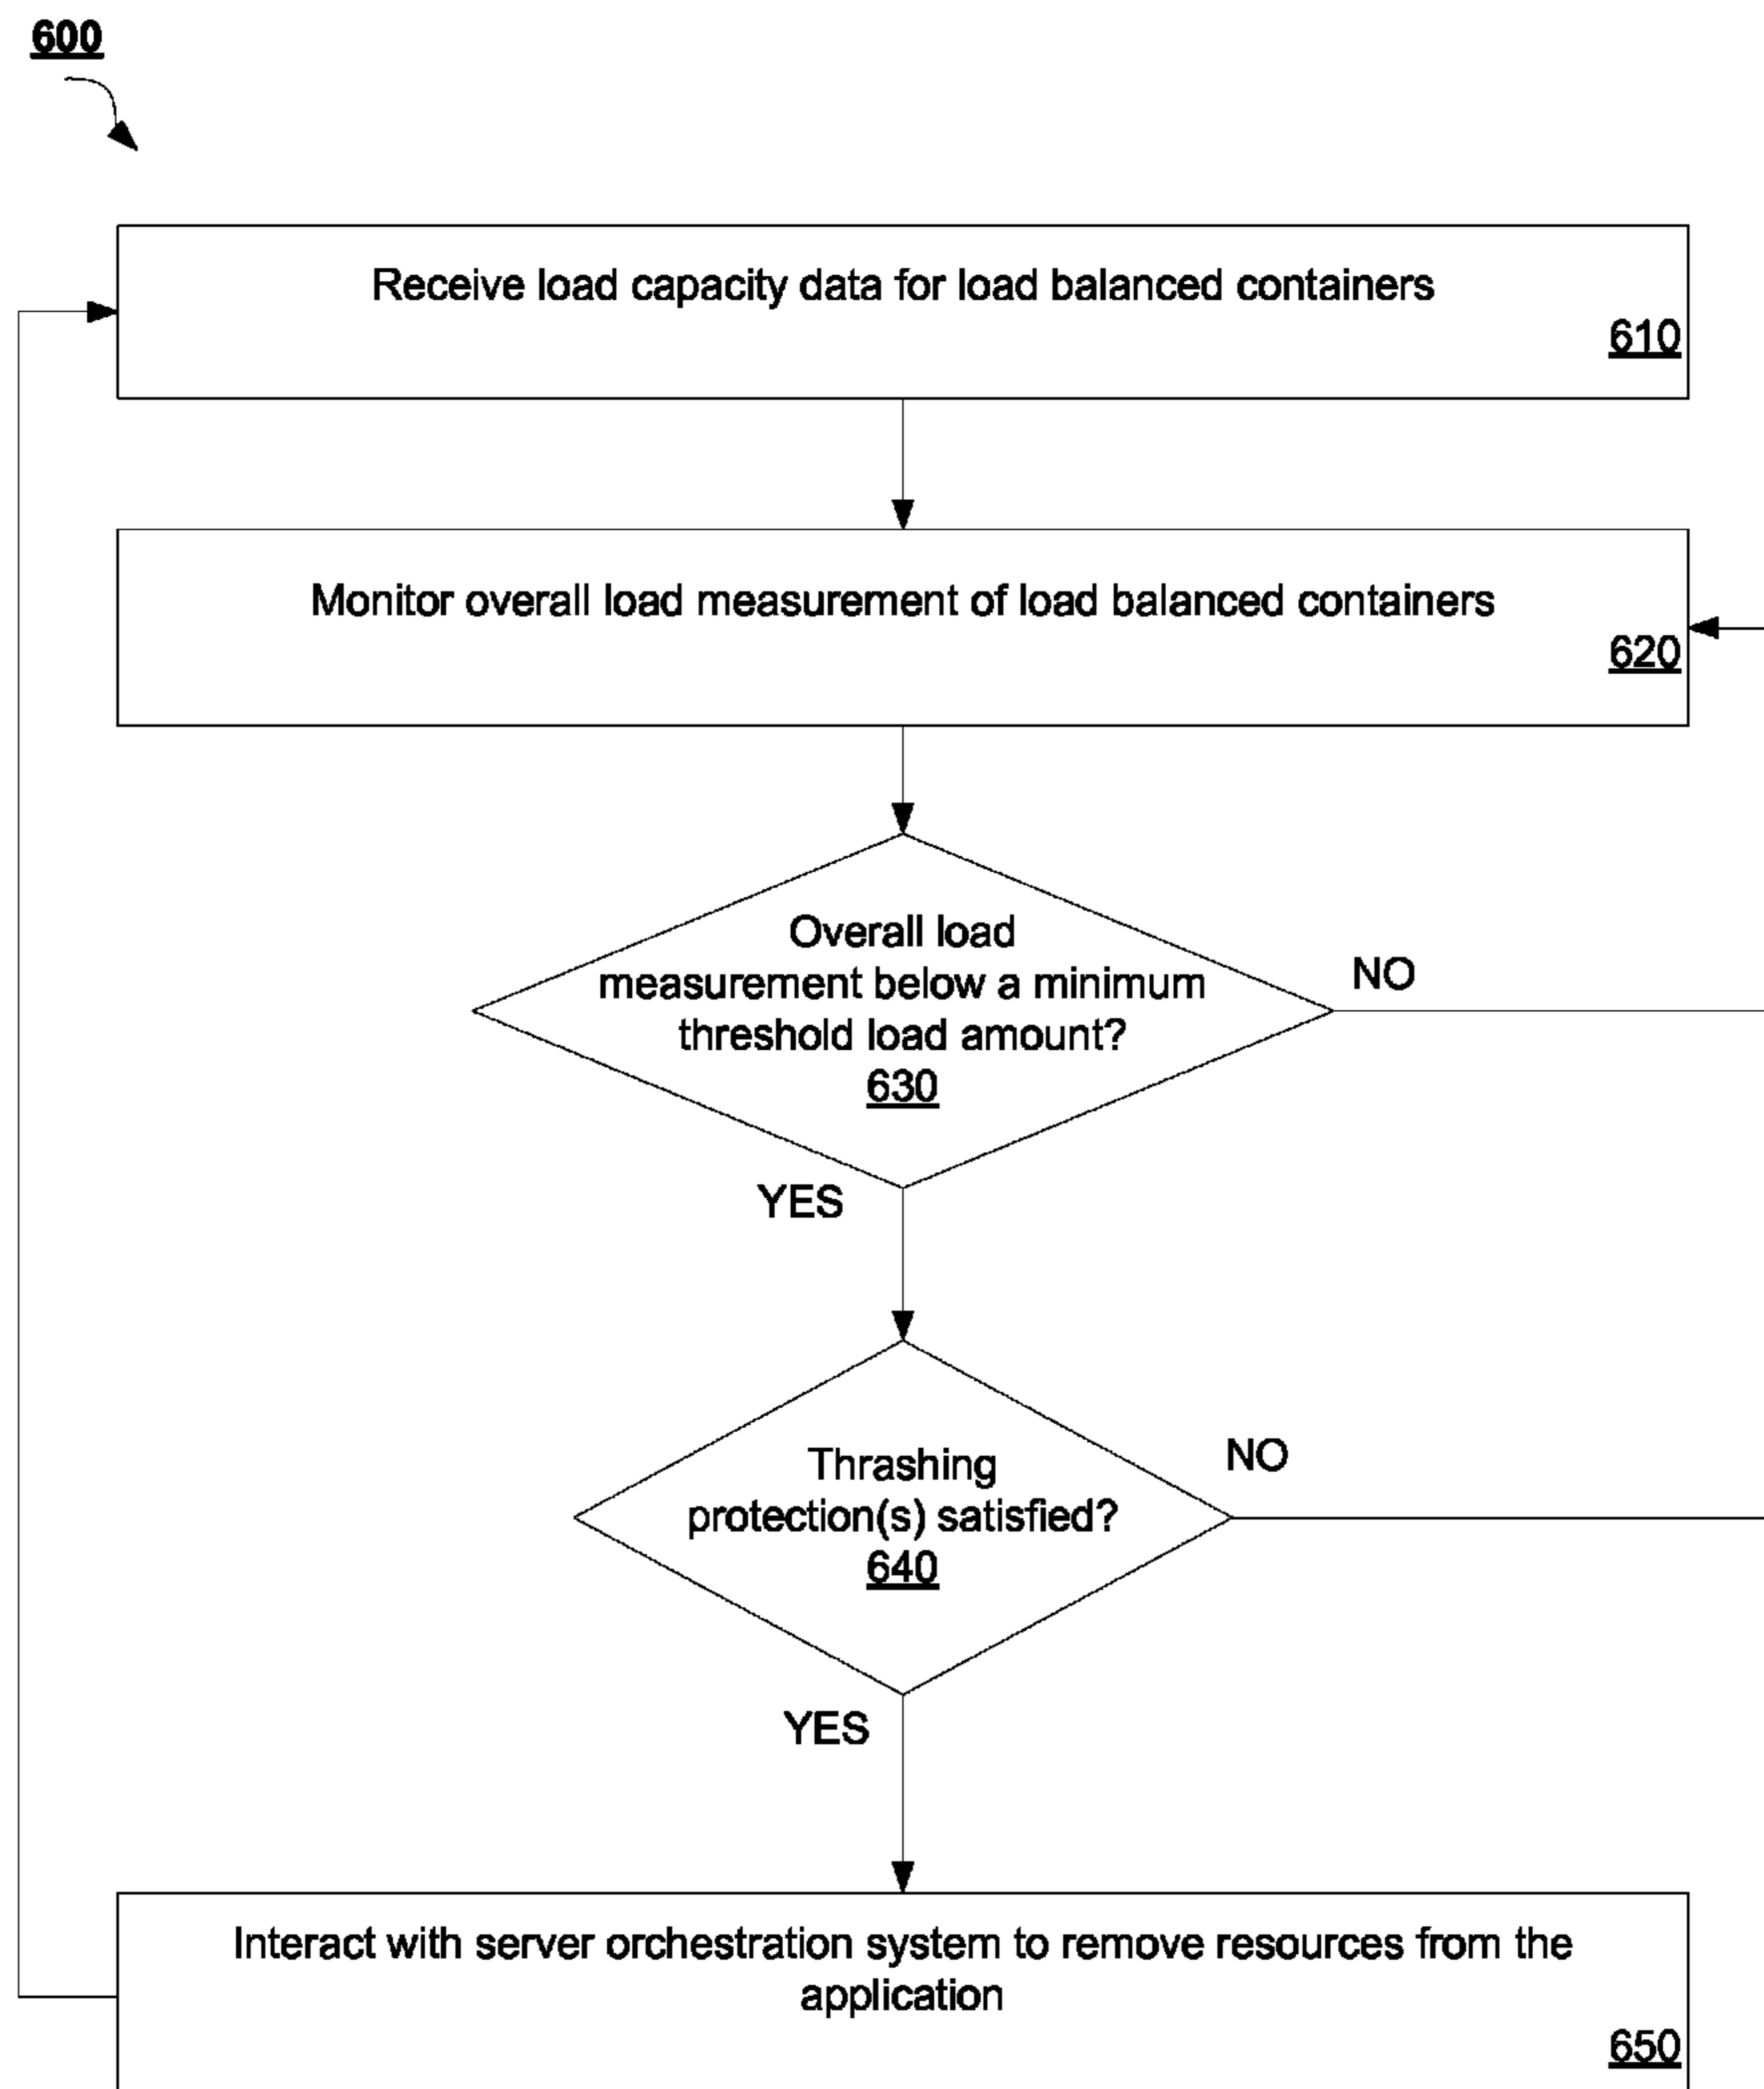 600
Receive load capacity data for load balanced containers
610
Monitor overall load measurement of load balanced containers
620
Overall load
measurement below a minimum
threshold load amount?
630
NO
YES
Thrashing
protection(s) satisfied?
640
NO
YES
Interact with server orchestration system to remove resources from the
application
650